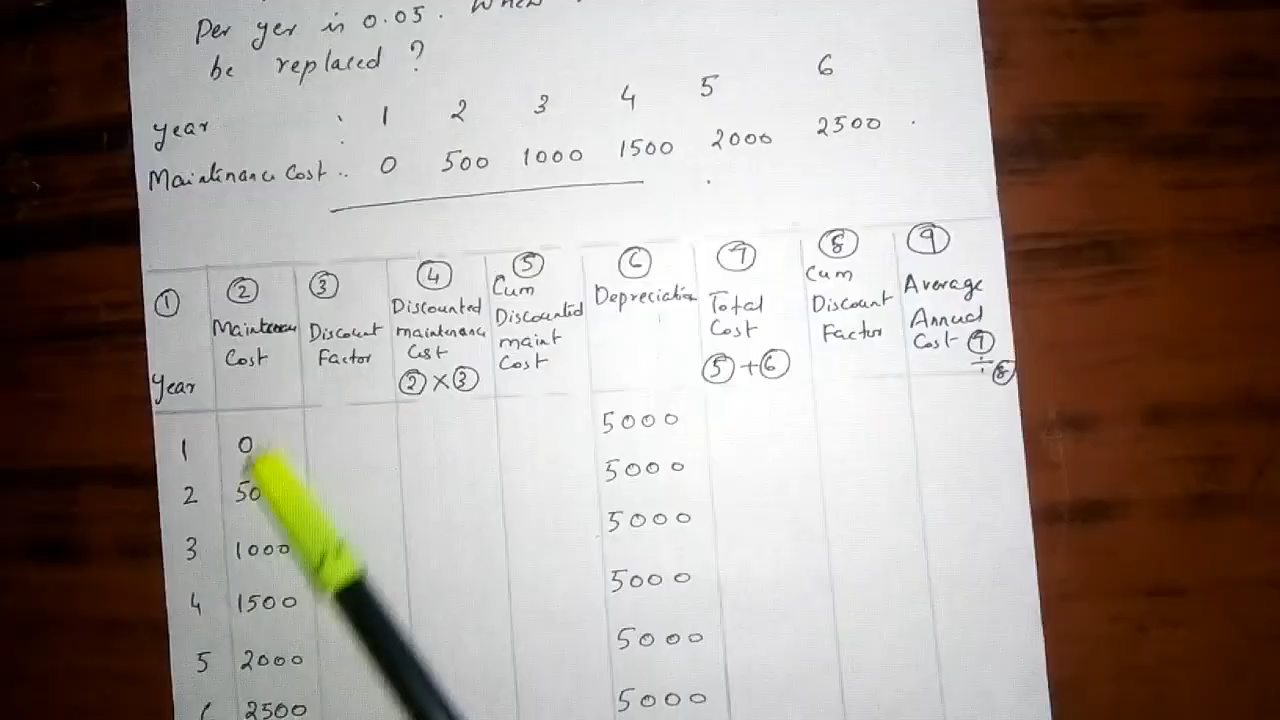 Per yer is 0.05. When
be replaced ?
year : 1 2 3 4 5 6
Maintenance Cost .. 0 500 1000 1500 2000 2500 .
① ② ③ ④ ⑤ ⑥ ⑦ ⑧ ⑨
Year
Maintenance Cost
Discount Factor
Discounted maintenance Cost ② × ③
Cum Discounted maint Cost
Depreciation
Total Cost ⑤ + ⑥
Cum Discount Factor
Average Annual Cost ⑦ ÷ ⑧
1 0 5000
2 50 5000
3 1000 5000
4 1500 5000
5 2000 5000
2500 5000